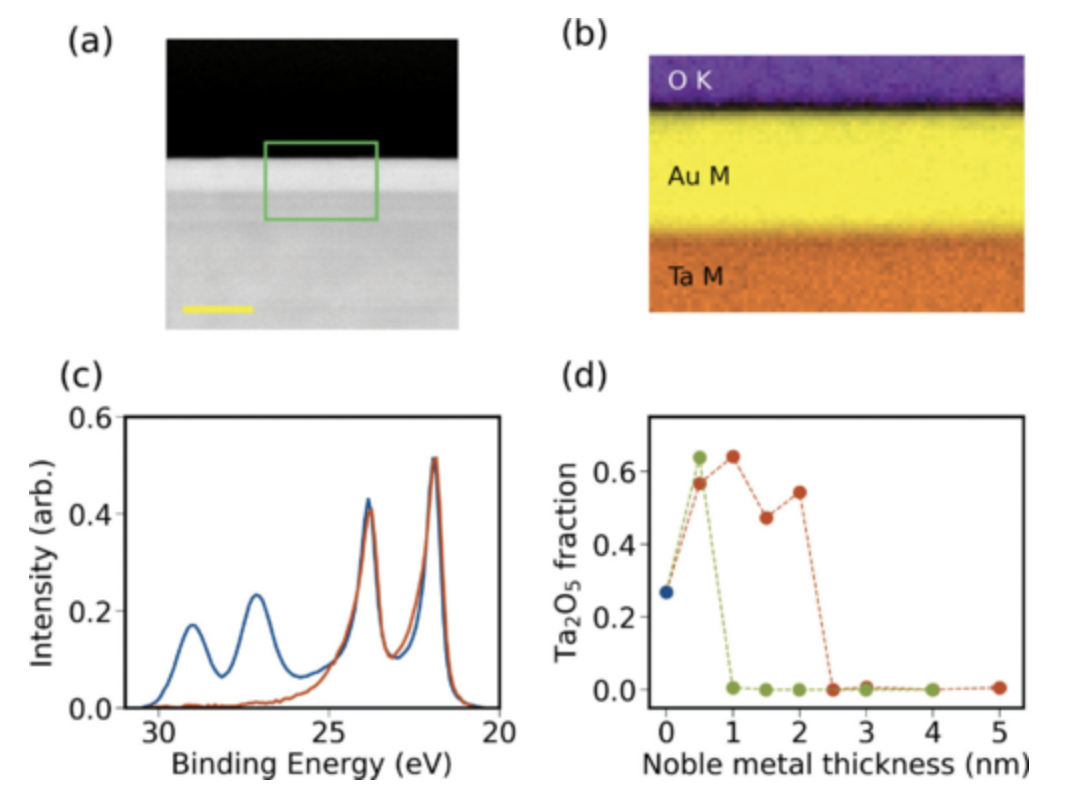 (a)
(b)
O K
Au M
Ta M
(c)
(d)
0.6
0.4
0.2
0.0
Intensity (arb.)
30
25
20
Binding Energy (eV)
0.6
0.4
0.2
0.0
Ta₂O₅ fraction
0
1
2
3
4
5
Noble metal thickness (nm)